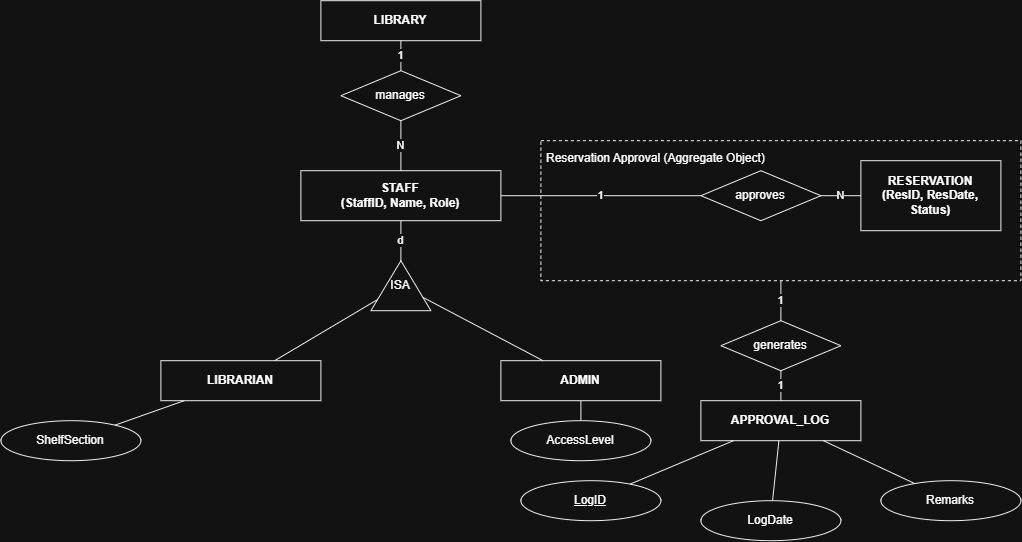 LIBRARY
1
manages
N
STAFF
(StaffID, Name, Role)
d
ISA
LIBRARIAN
ShelfSection
ADMIN
AccessLevel
Reservation Approval (Aggregate Object)
1
approves
N
RESERVATION
(ResID, ResDate,
Status)
1
generates
1
APPROVAL_LOG
LogID
LogDate
Remarks